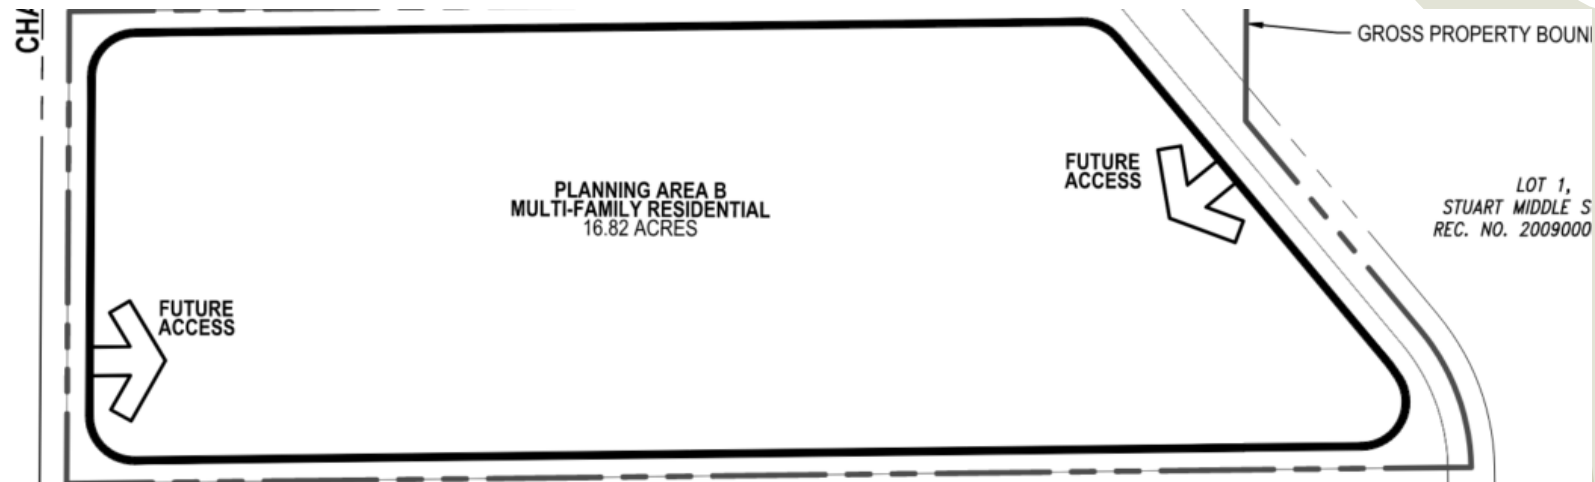 CHA
GROSS PROPERTY BOUN
FUTURE
ACCESS
PLANNING AREA B
MULTI-FAMILY RESIDENTIAL
16.82 ACRES
LOT 1,
STUART MIDDLE S
REC. NO. 2009000
FUTURE
ACCESS